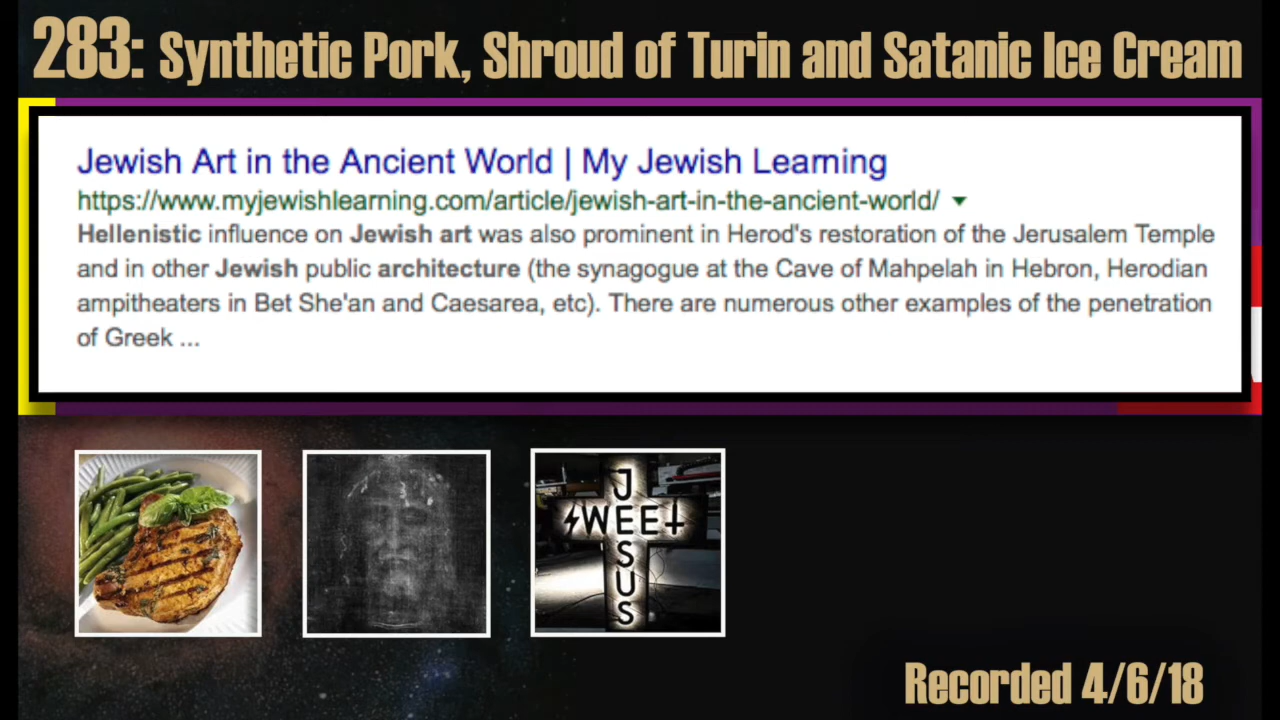 283: Synthetic Pork, Shroud of Turin and Satanic Ice Cream
Jewish Art in the Ancient World | My Jewish Learning
https://www.myjewishlearning.com/article/jewish-art-in-the-ancient-world/
Hellenistic influence on Jewish art was also prominent in Herod's restoration of the Jerusalem Temple
and in other Jewish public architecture (the synagogue at the Cave of Mahpelah in Hebron, Herodian
ampitheaters in Bet She'an and Caesarea, etc). There are numerous other examples of the penetration
of Greek ...
J
SWEET
E
S
U
S
Recorded 4/6/18